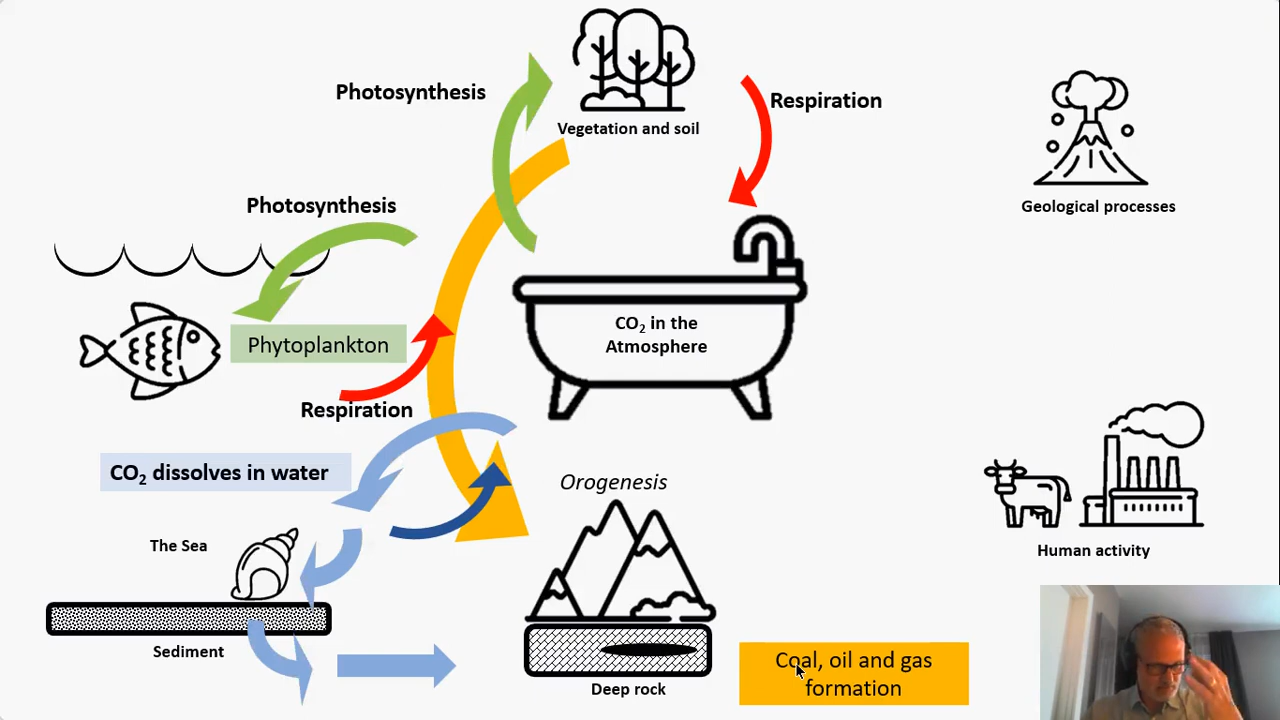 Photosynthesis
Respiration
Vegetation and soil
Geological processes
Photosynthesis
CO₂ in the
Atmosphere
Phytoplankton
Respiration
CO₂ dissolves in water
Orogenesis
The Sea
Human activity
Sediment
Deep rock
Coal, oil and gas
formation